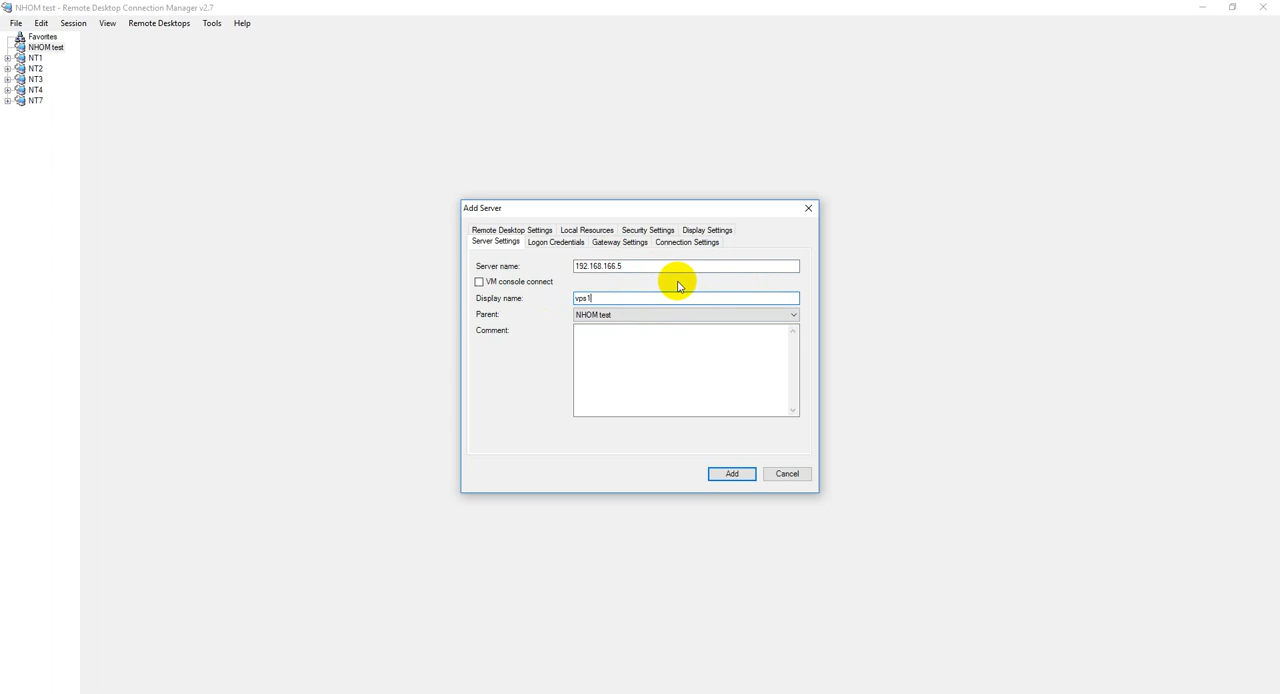 NHOM test - Remote Desktop Connection Manager v2.7
File Edit Session View Remote Desktops Tools Help
Favorites
NHOM test
NT1
NT2
NT3
NT4
NT7
Add Server
Remote Desktop Settings Local Resources Security Settings Display Settings
Server Settings Logon Credentials Gateway Settings Connection Settings
Server name: 192.168.166.5
VM console connect
Display name: vps1
Parent: NHOM test
Comment:
Add Cancel